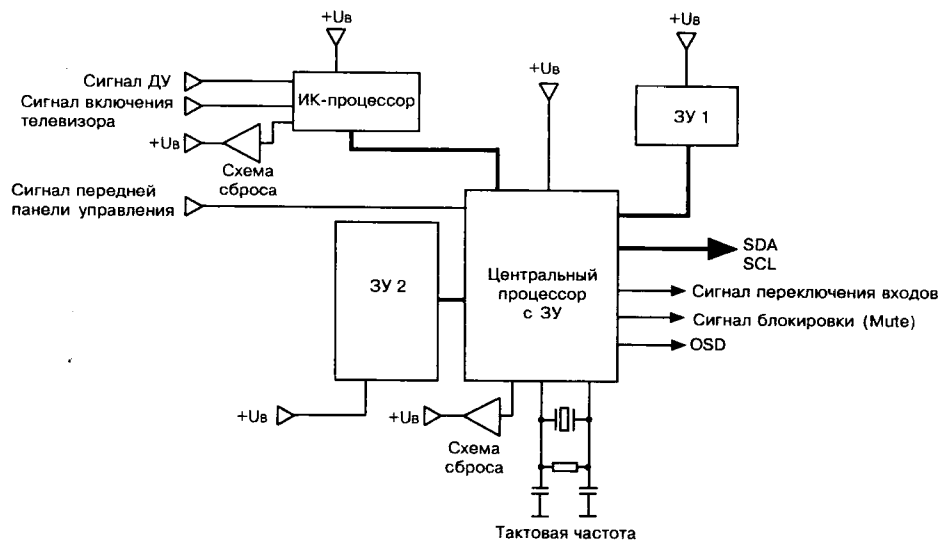 +UВ
+UВ
+UВ
Сигнал ДУ
Сигнал включения
телевизора
ИК-процессор
ЗУ 1
+UВ
Схема
сброса
Сигнал передней
панели управления
ЗУ 2
Центральный
процессор
с ЗУ
SDA
SCL
Сигнал переключения входов
Сигнал блокировки (Mute)
OSD
+UВ
+UВ
Схема
сброса
Тактовая частота